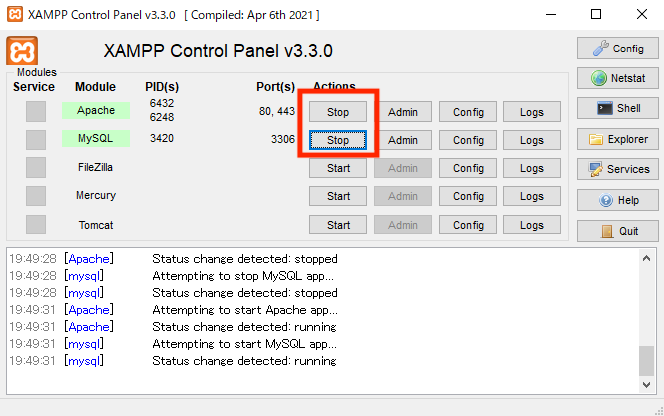 XAMPP Control Panel v3.3.0 [ Compiled: Apr 6th 2021 ]
XAMPP Control Panel v3.3.0
Config
Modules
Service Module PID(s) Port(s) Actions
Netstat
Apache 6432 6248 80, 443 Stop Admin Config Logs
Shell
MySQL 3420 3306 Stop Admin Config Logs
Explorer
FileZilla Start Admin Config Logs
Services
Mercury Start Admin Config Logs
Help
Tomcat Start Admin Config Logs
Quit
19:49:28 [Apache] Status change detected: stopped
19:49:28 [mysql] Attempting to stop MySQL app...
19:49:28 [mysql] Status change detected: stopped
19:49:31 [Apache] Attempting to start Apache app...
19:49:31 [Apache] Status change detected: running
19:49:31 [mysql] Attempting to start MySQL app...
19:49:31 [mysql] Status change detected: running